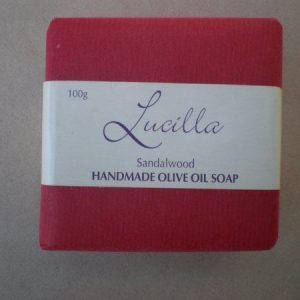 100g
Lucilla
Sandalwood
HANDMADE OLIVE OIL SOAP